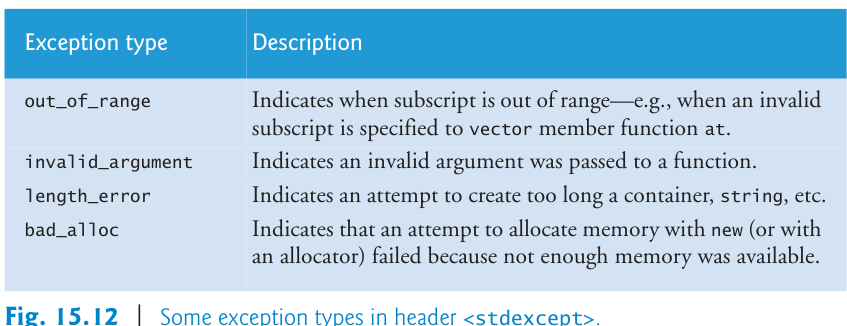 Exception type Description
out_of_range Indicates when subscript is out of range—e.g., when an invalid
subscript is specified to vector member function at.
invalid_argument Indicates an invalid argument was passed to a function.
length_error Indicates an attempt to create too long a container, string, etc.
bad_alloc Indicates that an attempt to allocate memory with new (or with
an allocator) failed because not enough memory was available.
Fig. 15.12 | Some exception types in header <stdexcept>.